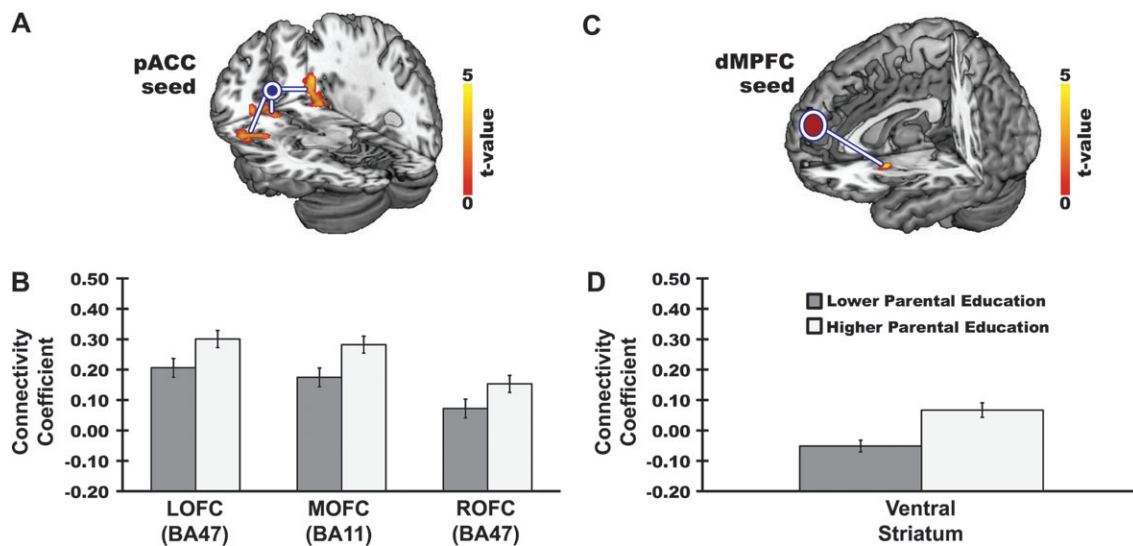 A
pACC
seed
5
t-value
0
C
dMPFC
seed
5
t-value
0
B
Connectivity
Coefficient
0.50
0.40
0.30
0.20
0.10
0.00
-0.10
-0.20
LOFC
(BA47)
MOFC
(BA11)
ROFC
(BA47)
D
Connectivity
Coefficient
0.50
0.40
0.30
0.20
0.10
0.00
-0.10
-0.20
Lower Parental Education
Higher Parental Education
Ventral
Striatum